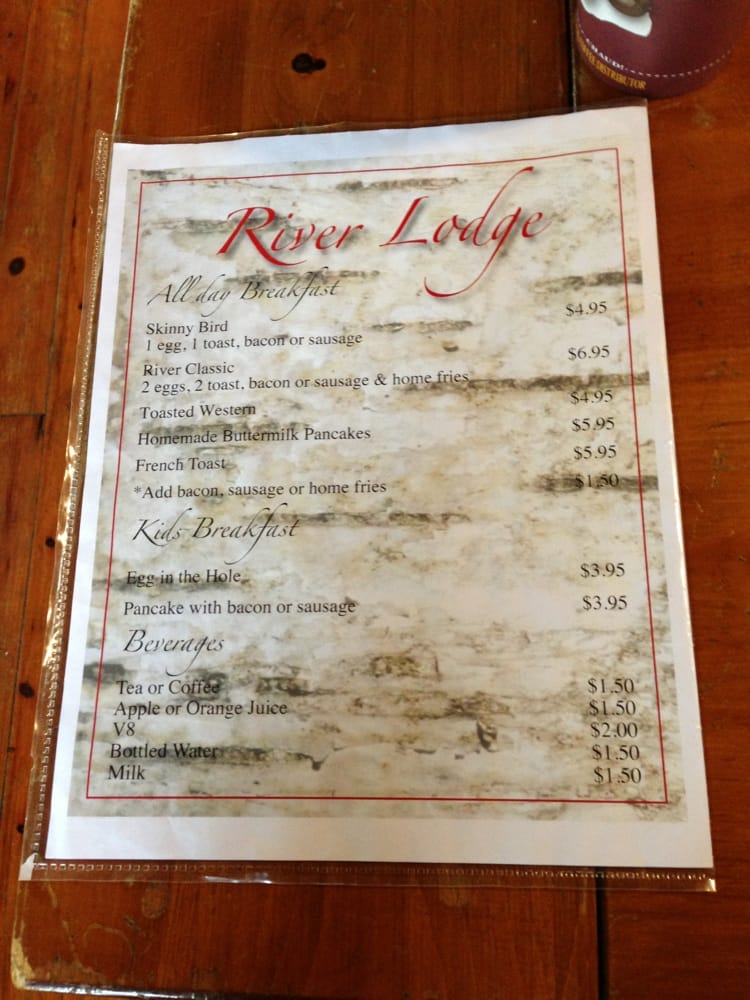 CHAUD!
COFFEE DISTRIBUTOR
River Lodge
All day Breakfast
Skinny Bird $4.95
1 egg, 1 toast, bacon or sausage
River Classic $6.95
2 eggs, 2 toast, bacon or sausage & home fries
Toasted Western $4.95
Homemade Buttermilk Pancakes $5.95
French Toast $5.95
*Add bacon, sausage or home fries $1.50
Kids Breakfast
Egg in the Hole $3.95
Pancake with bacon or sausage $3.95
Beverages
Tea or Coffee $1.50
Apple or Orange Juice $1.50
V8 $2.00
Bottled Water $1.50
Milk $1.50